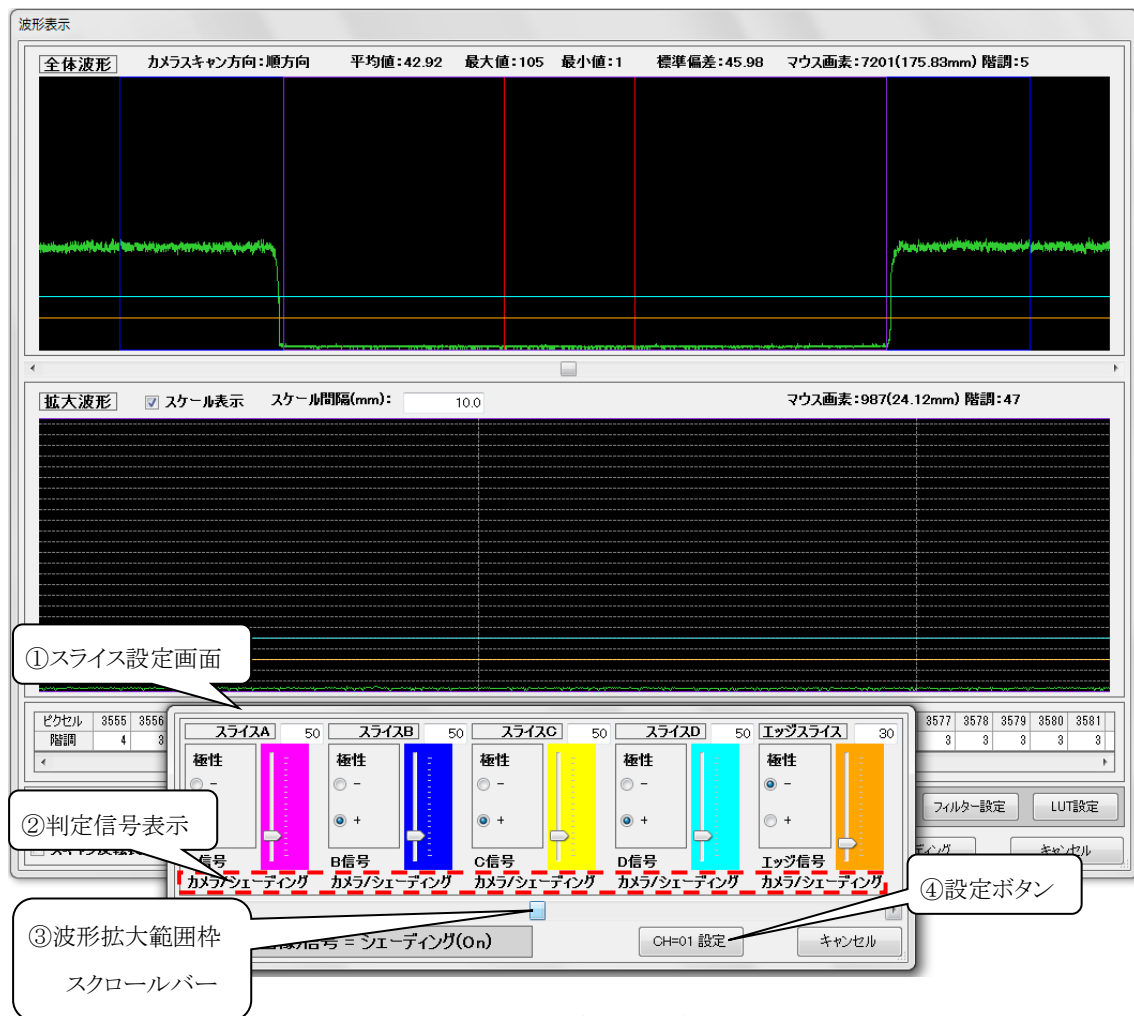 波形表示
全体波形 カメラスキャン方向:順方向 平均値:42.92 最大値:105 最小値:1 標準偏差:45.98 マウス画素:7201(175.83mm) 階調:5
拡大波形 スケール表示 スケール間隔(mm): 10.0 マウス画素:987(24.12mm) 階調:47
①スライス設定画面
ピクセル 3555 3556 3577 3578 3579 3580 3581
階調 4 3 3 3 3 3 3
スライスA 50 スライスB 50 スライスC 50 スライスD 50 エッジスライス 30
極性 極性 極性 極性 極性
- - - - -
+ + + +
フィルター設定 LUT設定
②判定信号表示
信号 B信号 C信号 D信号 エッジ信号
キャンセル
カメラ/シェーディング カメラ/シェーディング カメラ/シェーディング カメラ/シェーディング カメラ/シェーディング
④設定ボタン
③波形拡大範囲枠
スクロールバー
信号 = シェーディング(On) CH=01 設定 キャンセル